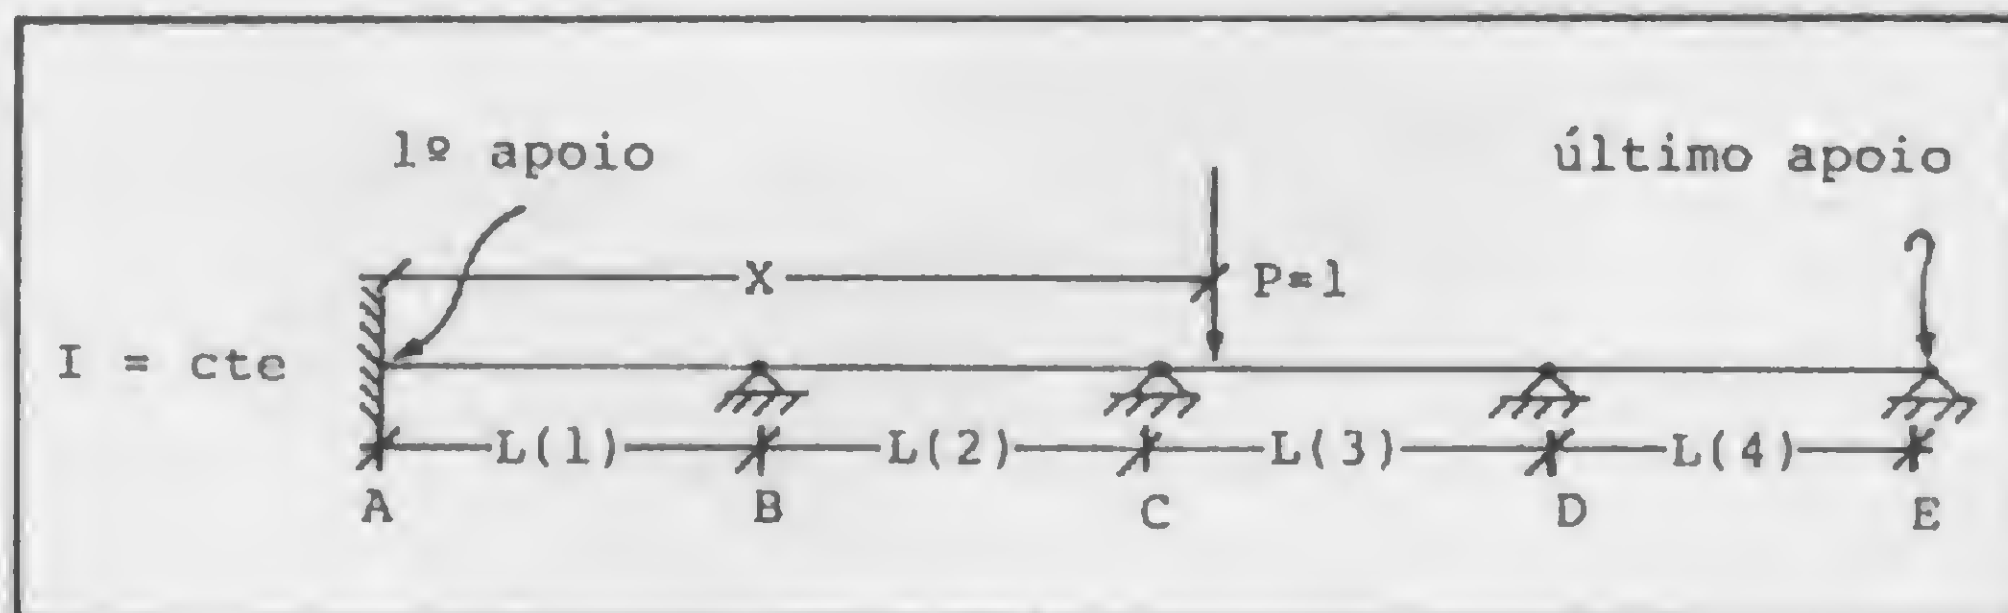 1º apoio
último apoio
X
P=1
I = cte
L(1)
L(2)
L(3)
L(4)
A
B
C
D
E